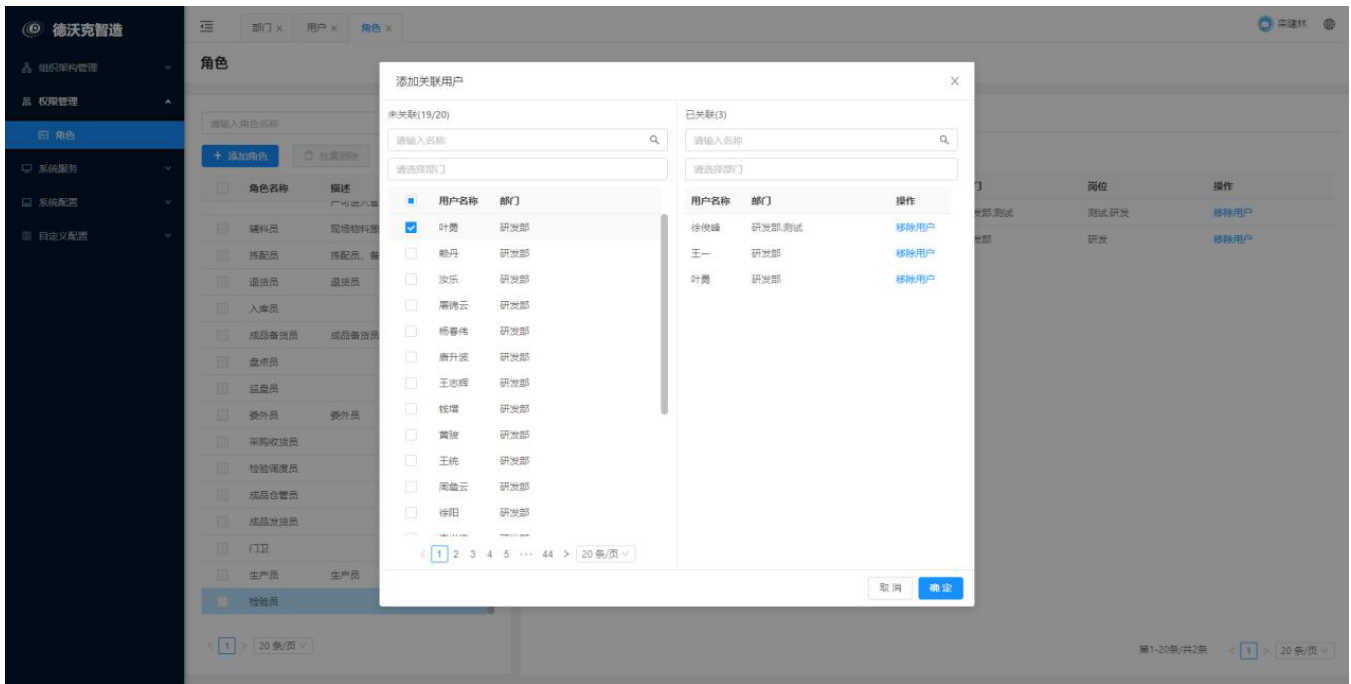 德沃克智造
部门 × 用户 × 角色 ×
组织架构管理
权限管理
角色
系统服务
系统配置
自定义配置
角色
请输入角色名称
+ 添加角色 批量删除
角色名称 描述
辅料员 现场物料
拣配员 拣配员、
退货员 退货员
入库员
成品备货员 成品备货员
盘点员
监盘员
委外员 委外员
采购收货员
检验调度员
成品仓管员
成品发货员
门卫
生产员 生产员
检验员
< 1 > 20 条/页
添加关联用户
未关联(19/20)
请输入名称
请选择部门
用户名称 部门
叶勇 研发部
赖丹 研发部
汝乐 研发部
屠锦云 研发部
杨春伟 研发部
唐升波 研发部
王志辉 研发部
钱增 研发部
黄骏 研发部
王统 研发部
研发部
徐阳 研发部
< 1 2 3 4 5 ··· 44 > 20 条/页
已关联(3)
请输入名称
请选择部门
用户名称 部门 操作
徐俊峰 研发部,测试 移除用户
王一 研发部 移除用户
叶勇 研发部 移除用户
取消 确定
岗位 操作
测试,研发 移除用户
研发 移除用户
第1-20条/共2条 < 1 > 20 条/页